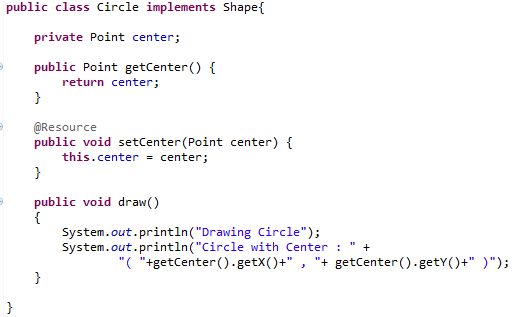 public class Circle implements Shape{
private Point center;
public Point getCenter() {
return center;
}
@Resource
public void setCenter(Point center) {
this.center = center;
}
public void draw()
{
System.out.println("Drawing Circle");
System.out.println("Circle with Center : " +
"( "+getCenter().getX()+" , "+ getCenter().getY()+" )");
}
}